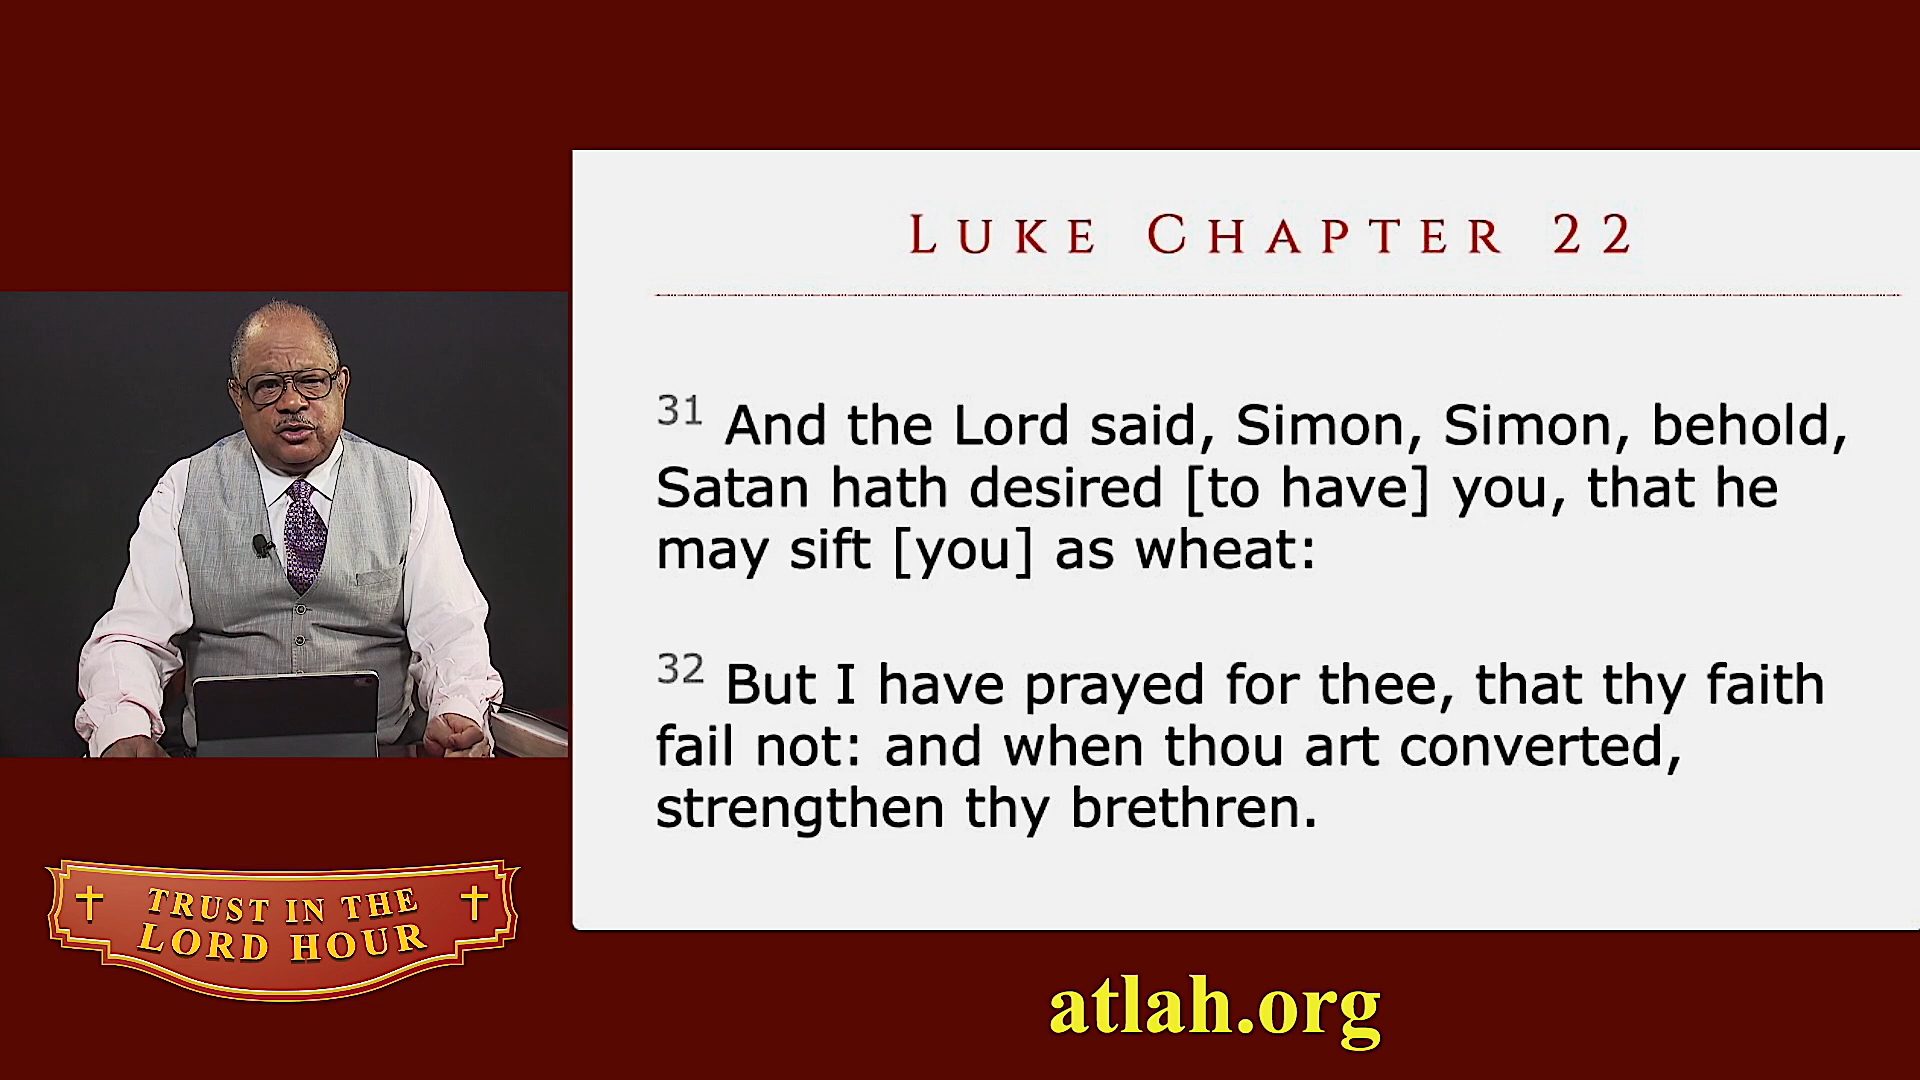 LUKE CHAPTER 22
31 And the Lord said, Simon, Simon, behold,
Satan hath desired [to have] you, that he
may sift [you] as wheat:
32 But I have prayed for thee, that thy faith
fail not: and when thou art converted,
strengthen thy brethren.
TRUST IN THE
LORD HOUR
atlah.org